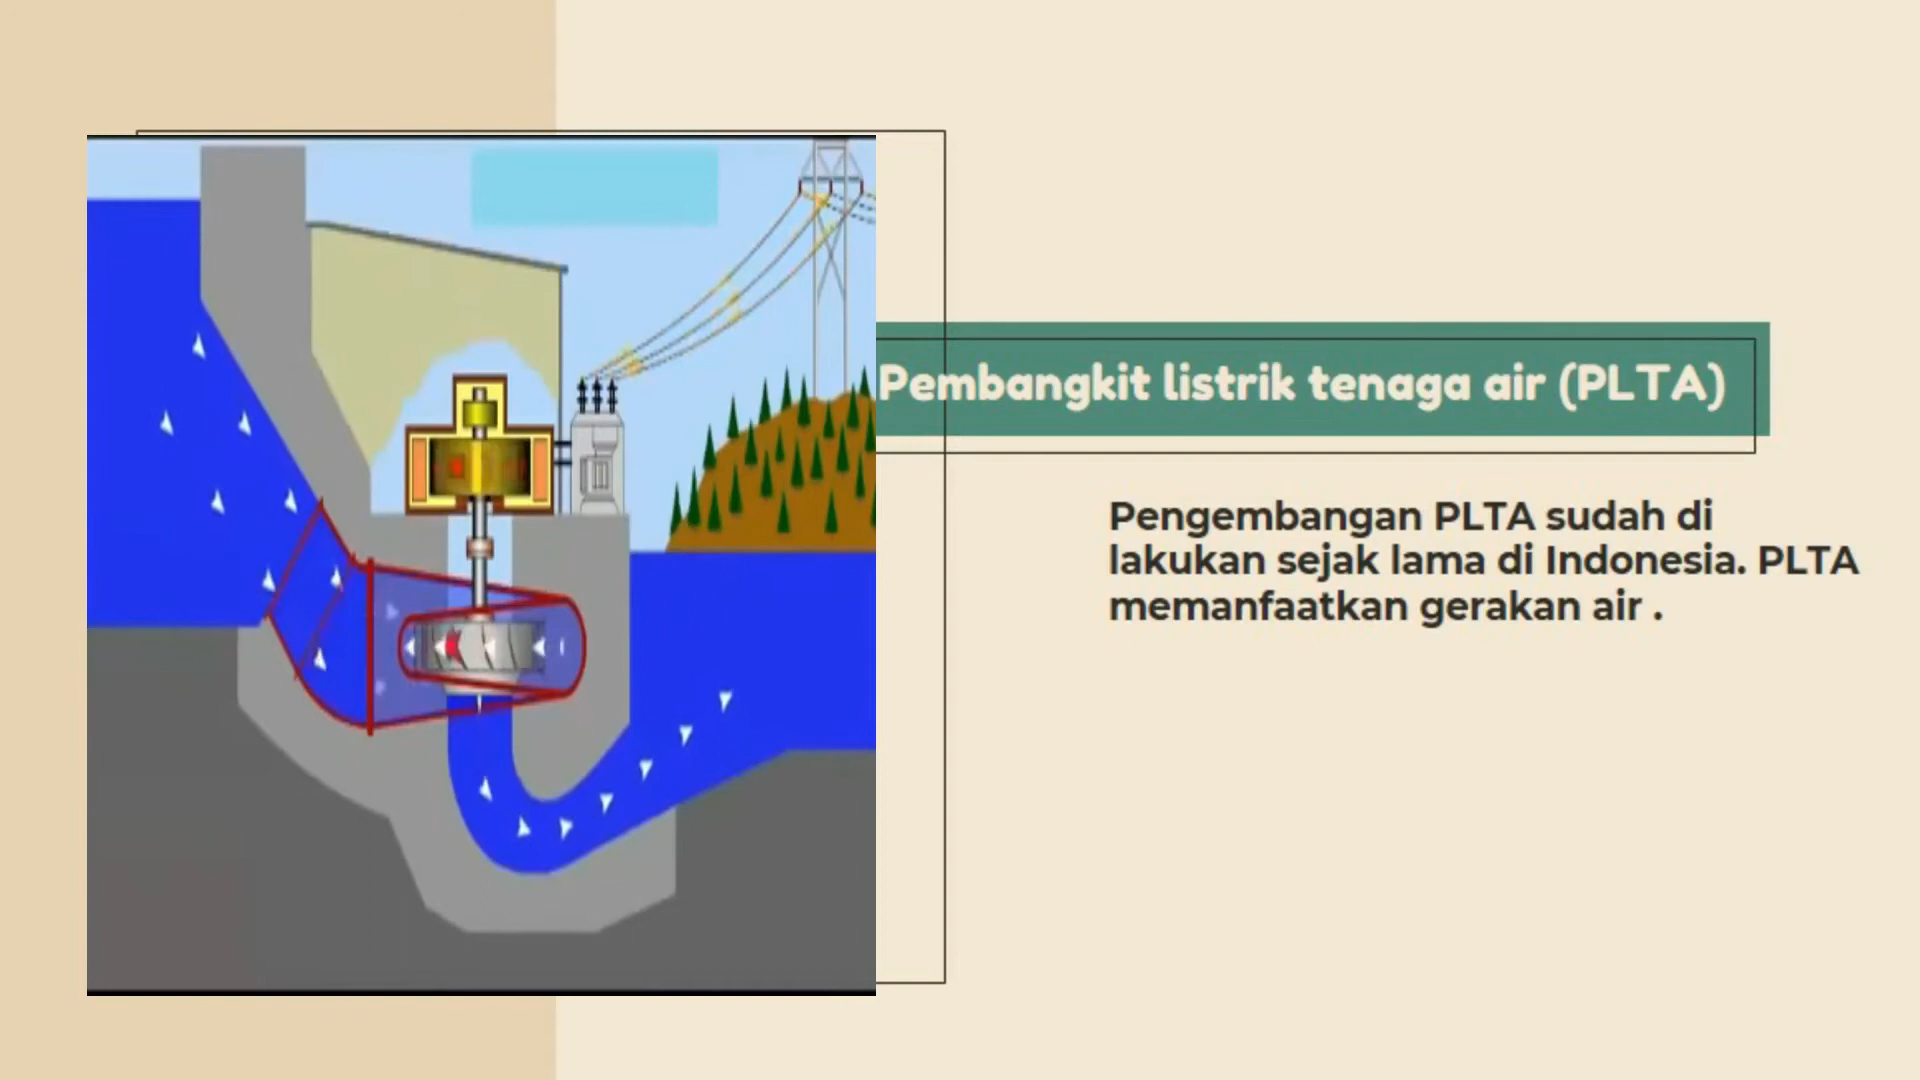 Pembangkit listrik tenaga air (PLTA)
Pengembangan PLTA sudah di
lakukan sejak lama di Indonesia. PLTA
memanfaatkan gerakan air .